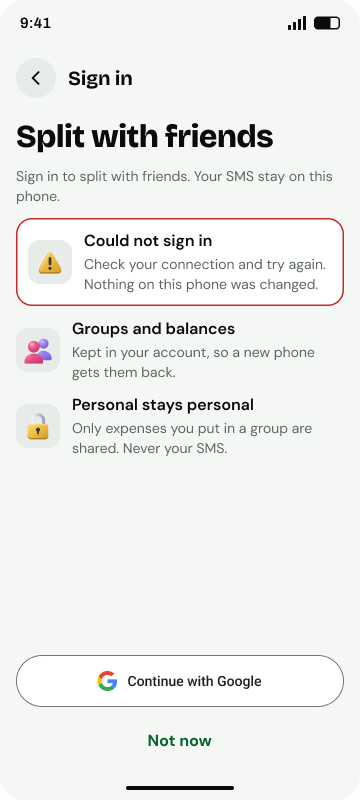 9:41
Sign in
Split with friends
Sign in to split with friends. Your SMS stay on this
phone.
Could not sign in
Check your connection and try again.
Nothing on this phone was changed.
Groups and balances
Kept in your account, so a new phone
gets them back.
Personal stays personal
Only expenses you put in a group are
shared. Never your SMS.
Continue with Google
Not now